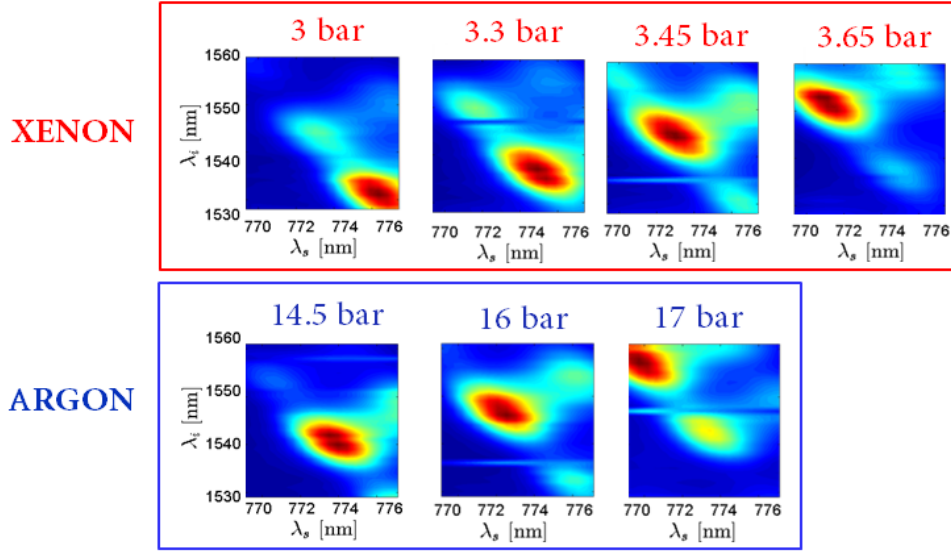 3 bar 3.3 bar 3.45 bar 3.65 bar
XENON
λi [nm]
1560
1550
1540
1530
770 772 774 776 770 772 774 776 770 772 774 776 770 772 774 776
λs [nm] λs [nm] λs [nm] λs [nm]
14.5 bar 16 bar 17 bar
ARGON
λi [nm]
1560
1550
1540
1530
770 772 774 776 770 772 774 776 770 772 774 776
λs [nm] λs [nm] λs [nm]